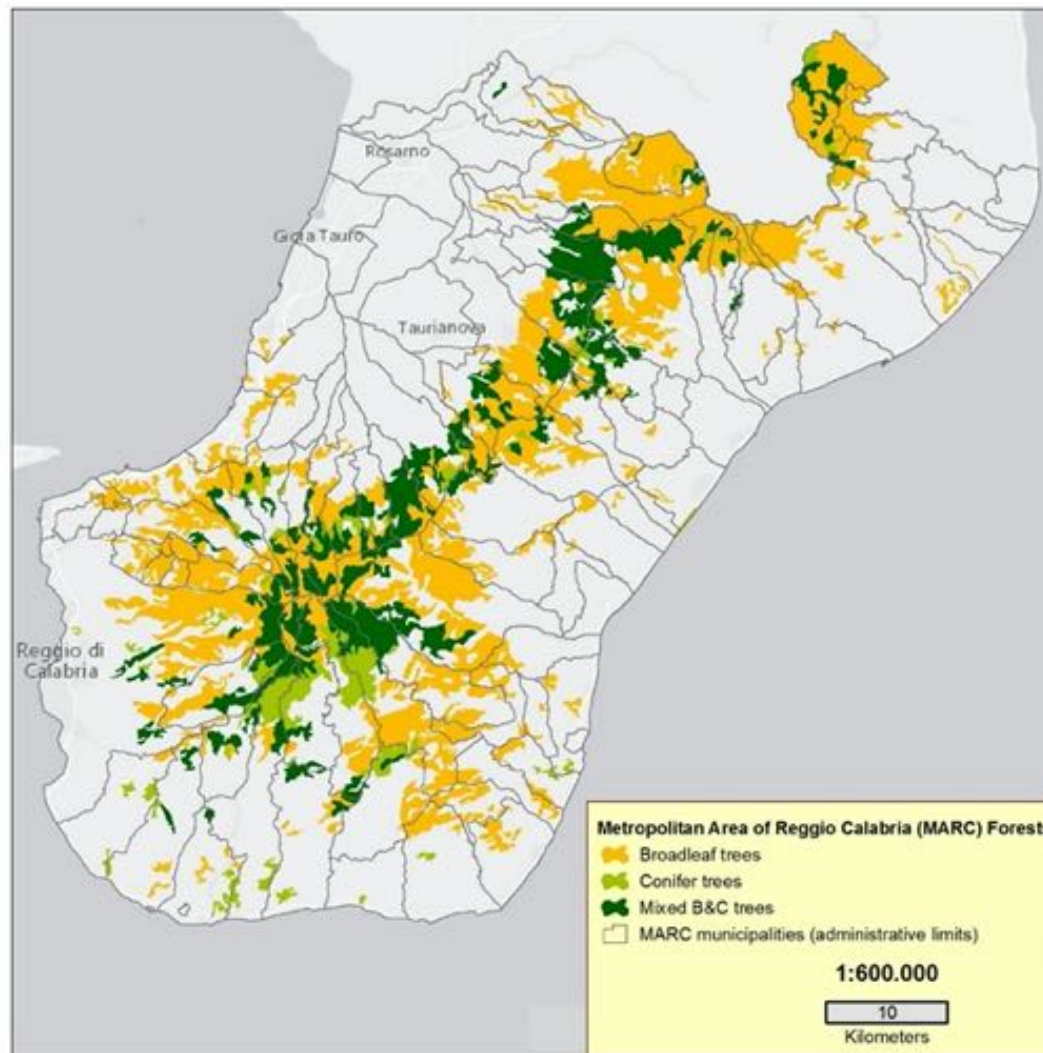 Rosarno
Gioia Tauro
Taurianova
Reggio di
Calabria
Metropolitan Area of Reggio Calabria (MARC) Forest
Broadleaf trees
Conifer trees
Mixed B&C trees
MARC municipalities (administrative limits)
1:600.000
10
Kilometers